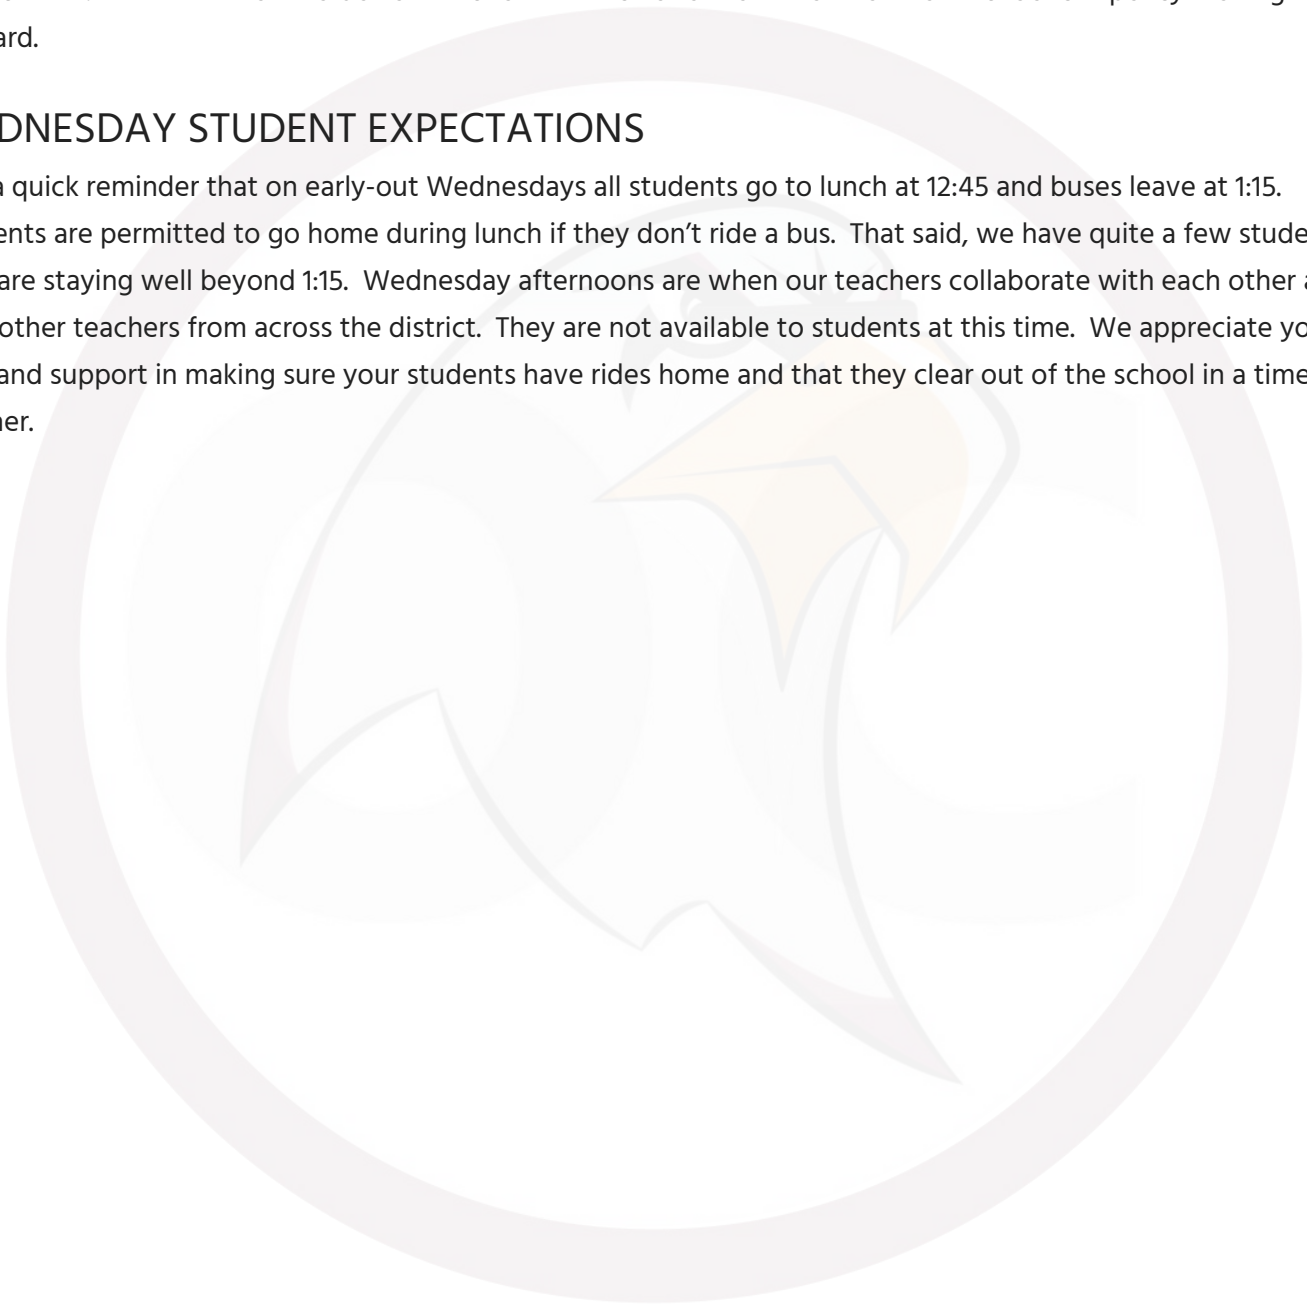 ard.
DNESDAY STUDENT EXPECTATIONS
a quick reminder that on early-out Wednesdays all students go to lunch at 12:45 and buses leave at 1:15.
ents are permitted to go home during lunch if they don’t ride a bus.  That said, we have quite a few stude
are staying well beyond 1:15.  Wednesday afternoons are when our teachers collaborate with each other a
other teachers from across the district.  They are not available to students at this time.  We appreciate yo
and support in making sure your students have rides home and that they clear out of the school in a time
er.